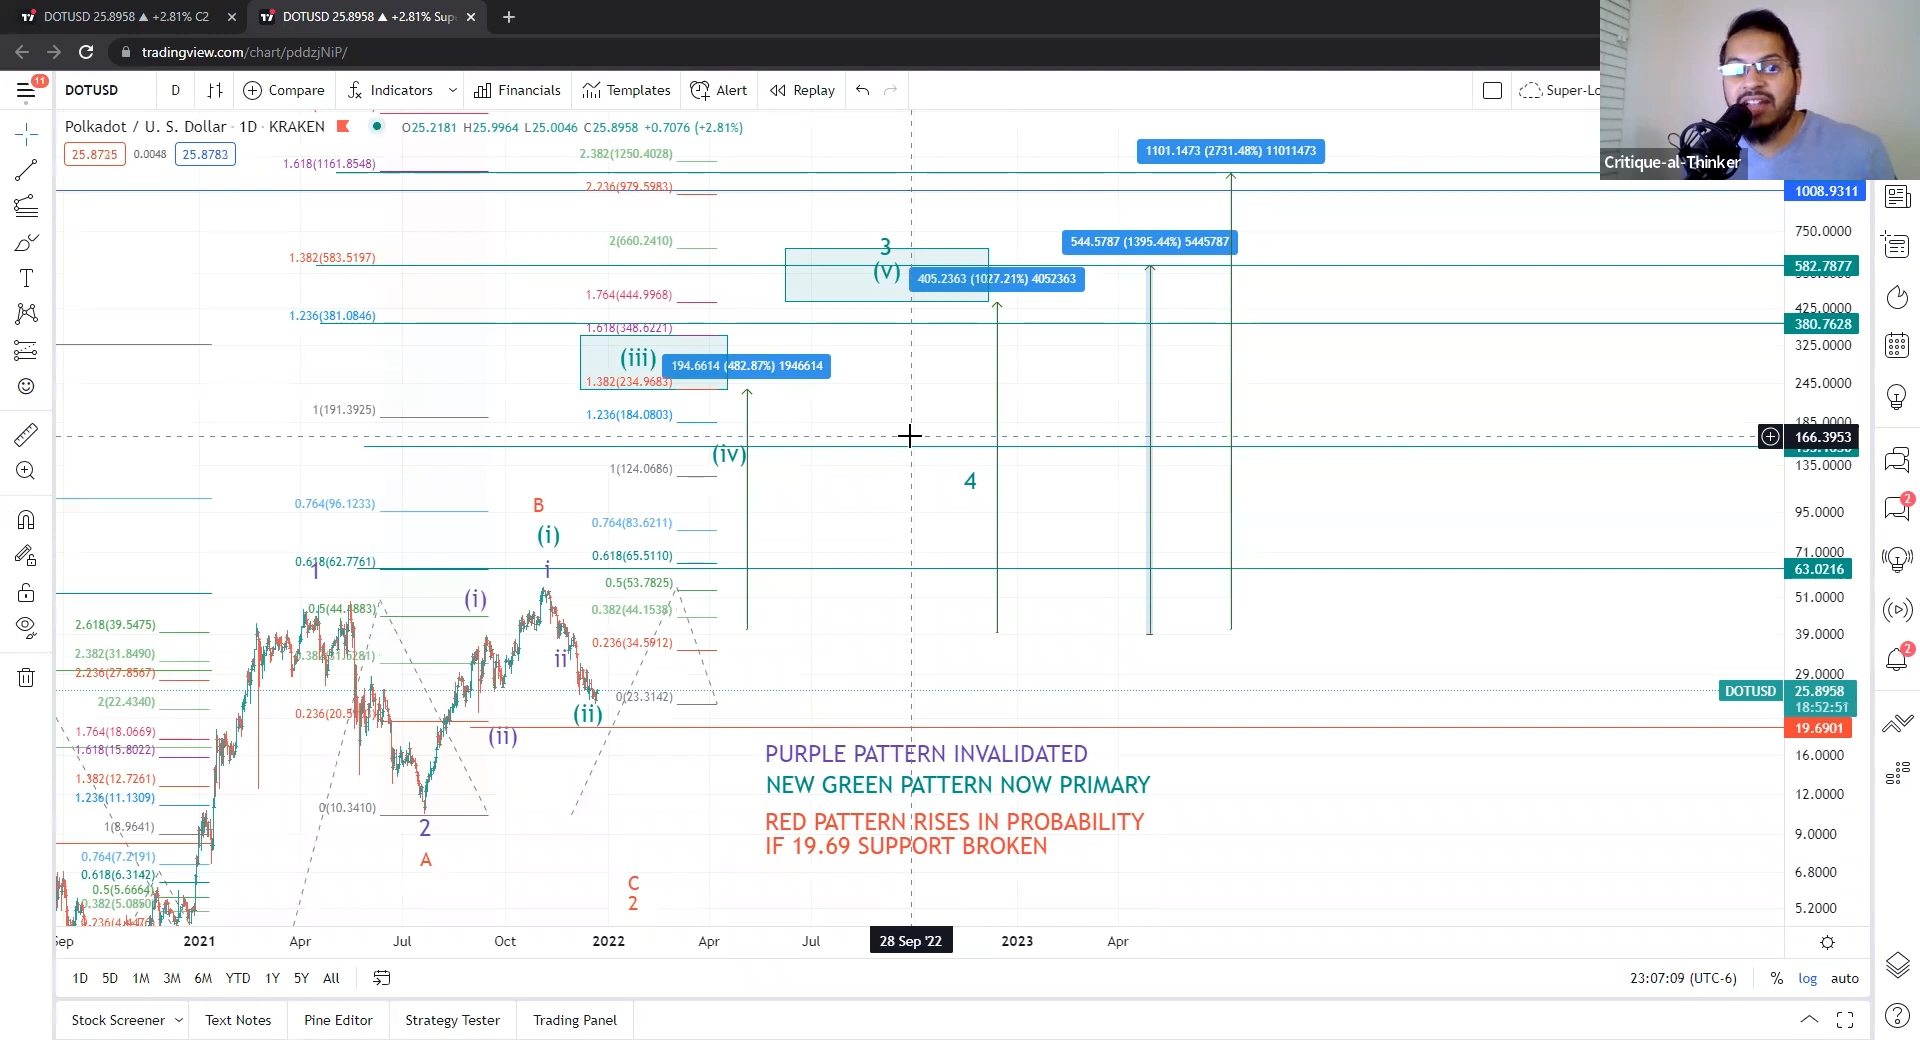 DOTUSD 25.8958 ▲ +2.81% C2
DOTUSD 25.8958 ▲ +2.81% Sup
tradingview.com/chart/pddzjNiP/
11
DOTUSD
D
Compare
Indicators
Financials
Templates
Alert
Replay
Super-Lo
Polkadot / U. S. Dollar · 1D · KRAKEN
O25.2181 H25.9964 L25.0046 C25.8958 +0.7076 (+2.81%)
25.8735
0.0048
25.8783
Critique-al-Thinker
1.618(1161.8548)
2.382(1250.4028)
1101.1473 (2731.48%) 11011473
2.236(979.5983)
1008.9311
750.0000
2(660.2410)
3
(v)
544.5787 (1395.44%) 5445787
1.382(583.5197)
582.7877
405.2363 (1027.21%) 4052363
1.764(444.9968)
425.0000
1.236(381.0846)
1.618(348.6221)
380.7628
325.0000
(iii)
194.6614 (482.87%) 1946614
1.382(234.9683)
245.0000
1(191.3925)
1.236(184.0803)
185.0000
166.3953
(iv)
1(124.0686)
135.0000
4
B
0.764(96.1233)
95.0000
(i)
0.764(83.6211)
0.618(62.7761)
0.618(65.5110)
71.0000
1
i
63.0216
0.5(53.7825)
(i)
51.0000
0.382(44.1538)
2.618(39.5475)
0.236(34.5912)
39.0000
ii
2.382(31.8490)
2.236(27.8567)
29.0000
0(23.3142)
DOTUSD 25.8958
18:52:51
2(22.4340)
(ii)
19.6901
1.764(18.0669)
(ii)
1.618(15.8022)
PURPLE PATTERN INVALIDATED
16.0000
1.382(12.7261)
NEW GREEN PATTERN NOW PRIMARY
1.236(11.1309)
0(10.3410)
12.0000
1(8.9641)
2
RED PATTERN RISES IN PROBABILITY
9.0000
IF 19.69 SUPPORT BROKEN
0.764(7.2191)
A
0.618(6.3142)
6.8000
0.5(5.6664)
C
0.382(5.0850)
2
5.2000
0.236(4.4476)
Sep 2021 Apr Jul Oct 2022 Apr Jul 28 Sep '22 2023 Apr
1D 5D 1M 3M 6M YTD 1Y 5Y All
23:07:09 (UTC-6) % log auto
Stock Screener Text Notes Pine Editor Strategy Tester Trading Panel
2
2